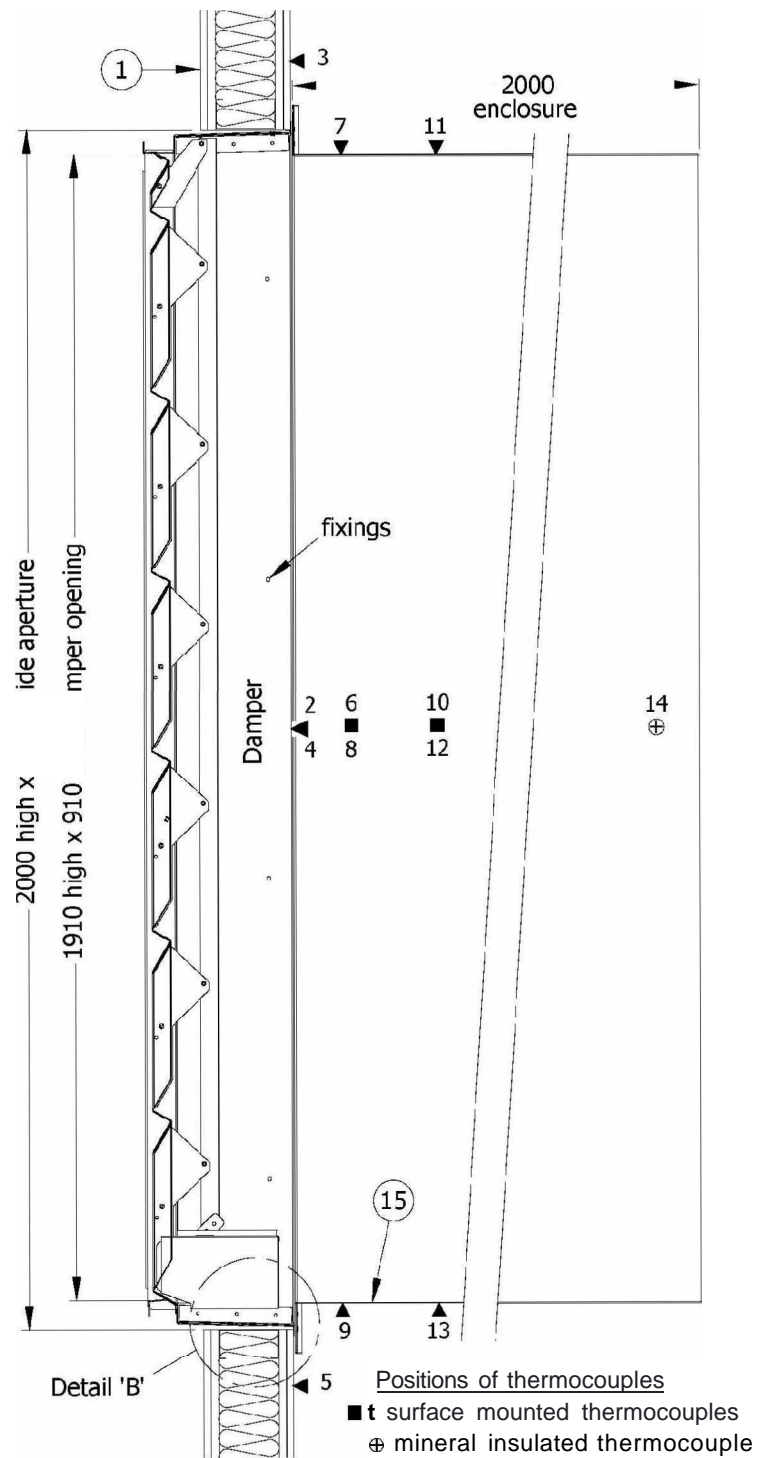 1
3
2000
enclosure
7
11
fixings
ide aperture
mper opening
Damper
2
4
6
8
10
12
14
2000 high x
1910 high x 910
15
9
13
Detail 'B'
5
Positions of thermocouples
t surface mounted thermocouples
mineral insulated thermocouple